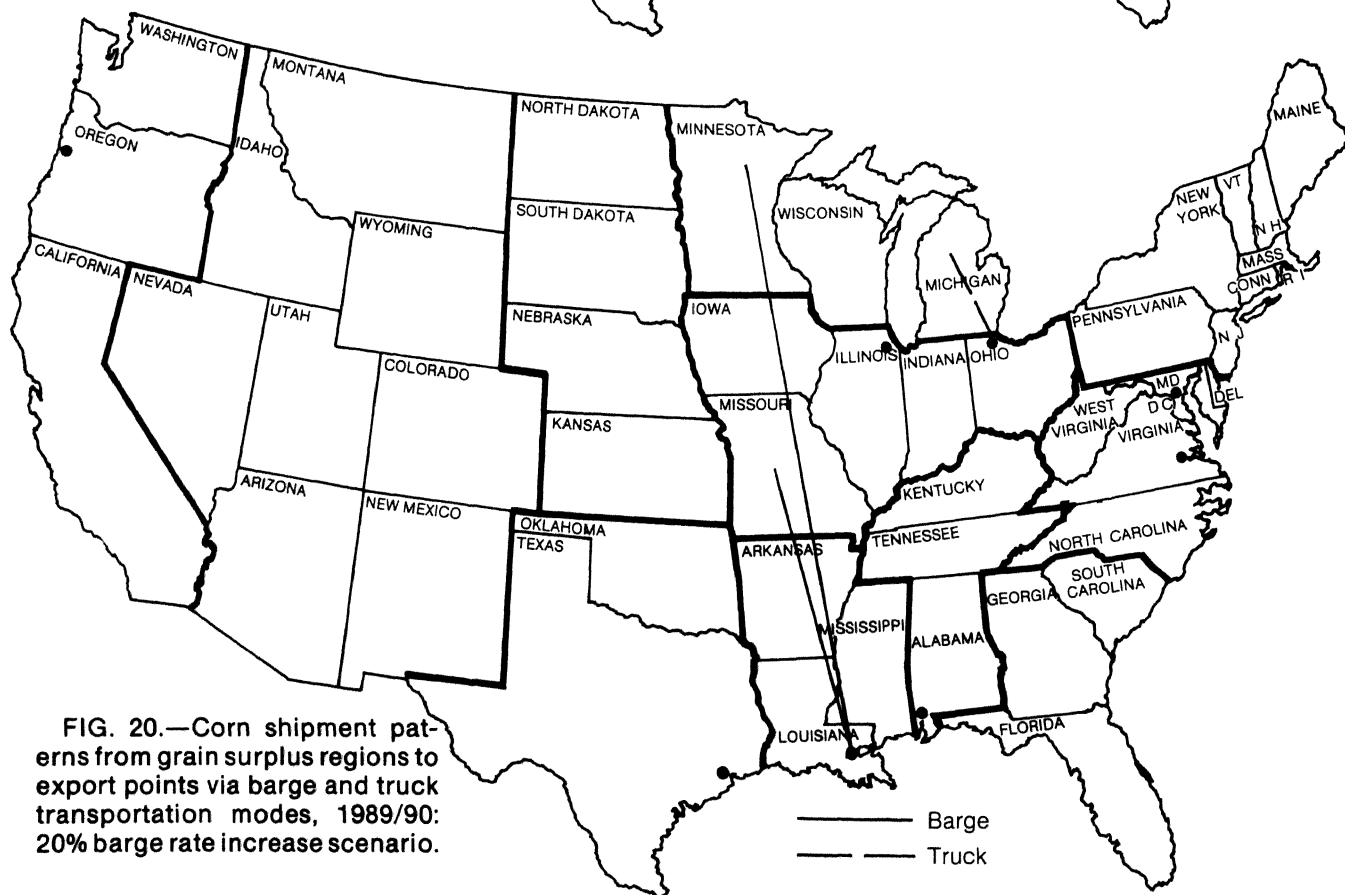 WASHINGTON
MONTANA
NORTH DAKOTA
MINNESOTA
MAINE
OREGON
IDAHO
SOUTH DAKOTA
WISCONSIN
NEW
YORK
VT
N H
WYOMING
MICHIGAN
MASS
CONN
R I
CALIFORNIA
NEVADA
UTAH
NEBRASKA
IOWA
PENNSYLVANIA
N
ILLINOIS
INDIANA
OHIO
COLORADO
MISSOURI
MD
D C
DEL
WEST
VIRGINIA
VIRGINIA
KANSAS
KENTUCKY
ARIZONA
NEW MEXICO
OKLAHOMA
TEXAS
ARKANSAS
TENNESSEE
NORTH CAROLINA
SOUTH
CAROLINA
GEORGIA
MISSISSIPPI
ALABAMA
LOUISIANA
FLORIDA
FIG. 20.—Corn shipment pat-
erns from grain surplus regions to
export points via barge and truck
transportation modes, 1989/90:
20% barge rate increase scenario.
Barge
Truck